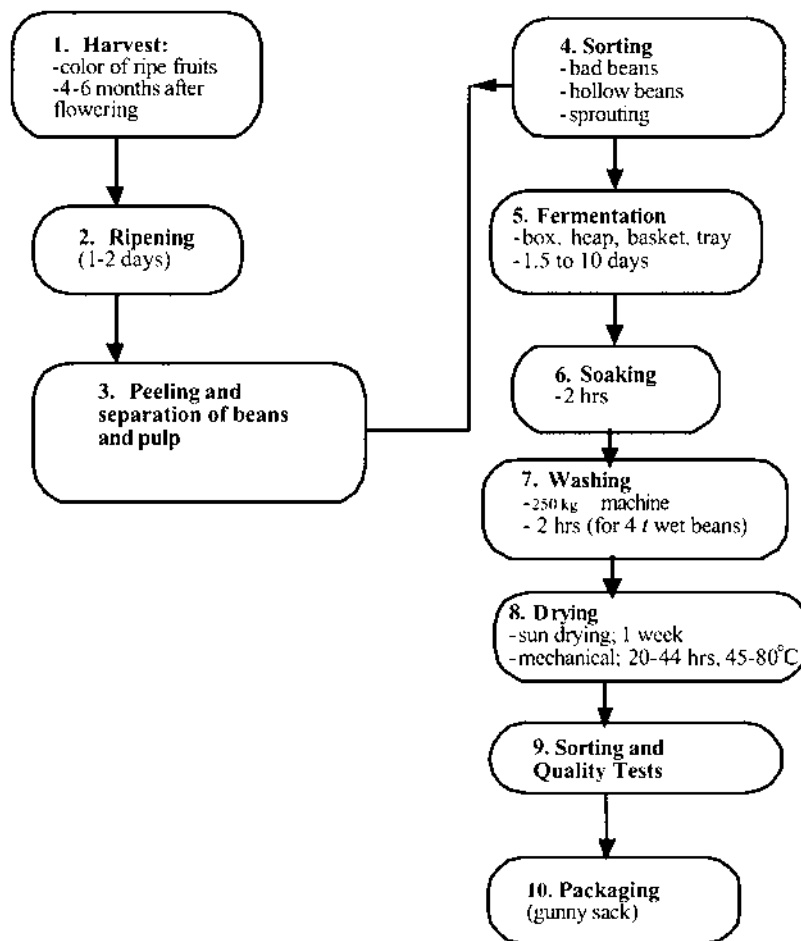 1. Harvest:
-color of ripe fruits
-4-6 months after
flowering
2. Ripening
(1-2 days)
3. Peeling and
separation of beans
and pulp
4. Sorting
-bad beans
-hollow beans
-sprouting
5. Fermentation
-box, heap, basket, tray
-1.5 to 10 days
6. Soaking
-2 hrs
7. Washing
-250 kg machine
- 2 hrs (for 4 t wet beans)
8. Drying
-sun drying; 1 week
-mechanical; 20-44 hrs, 45-80°C
9. Sorting and
Quality Tests
10. Packaging
(gunny sack)